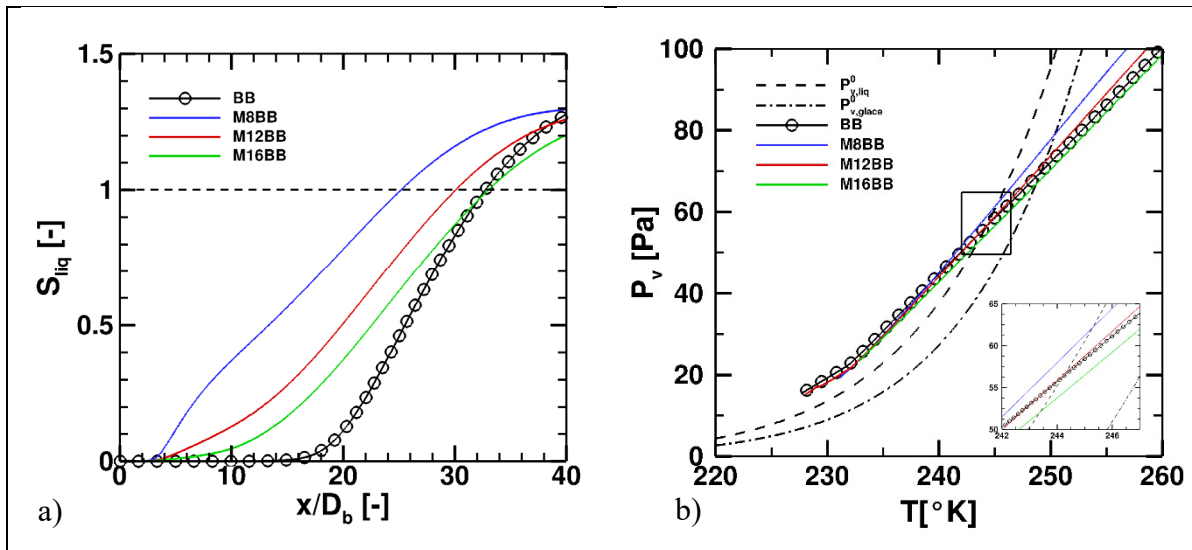 1.5
1
0.5
0
S_liq [-]
0 10 20 30 40
x/D_b [-]
BB
M8BB
M12BB
M16BB
a)
100
80
60
40
20
0
P_v [Pa]
220 230 240 250 260
T[°K]
P⁰_v,liq
P⁰_v,glace
BB
M8BB
M12BB
M16BB
65
60
55
50
242 244 246
b)